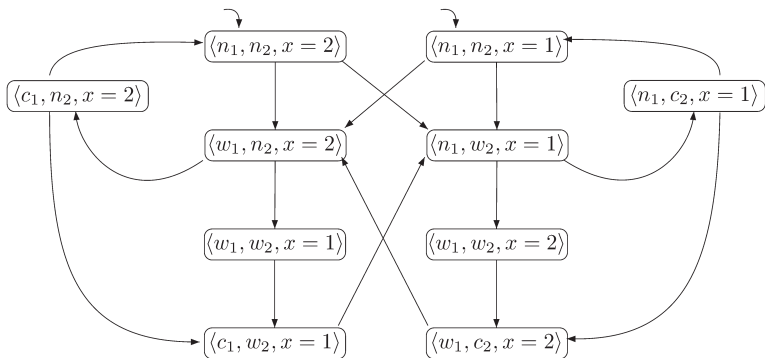 ⟨n₁, n₂, x = 2⟩
⟨n₁, n₂, x = 1⟩
⟨c₁, n₂, x = 2⟩
⟨n₁, c₂, x = 1⟩
⟨w₁, n₂, x = 2⟩
⟨n₁, w₂, x = 1⟩
⟨w₁, w₂, x = 1⟩
⟨w₁, w₂, x = 2⟩
⟨c₁, w₂, x = 1⟩
⟨w₁, c₂, x = 2⟩